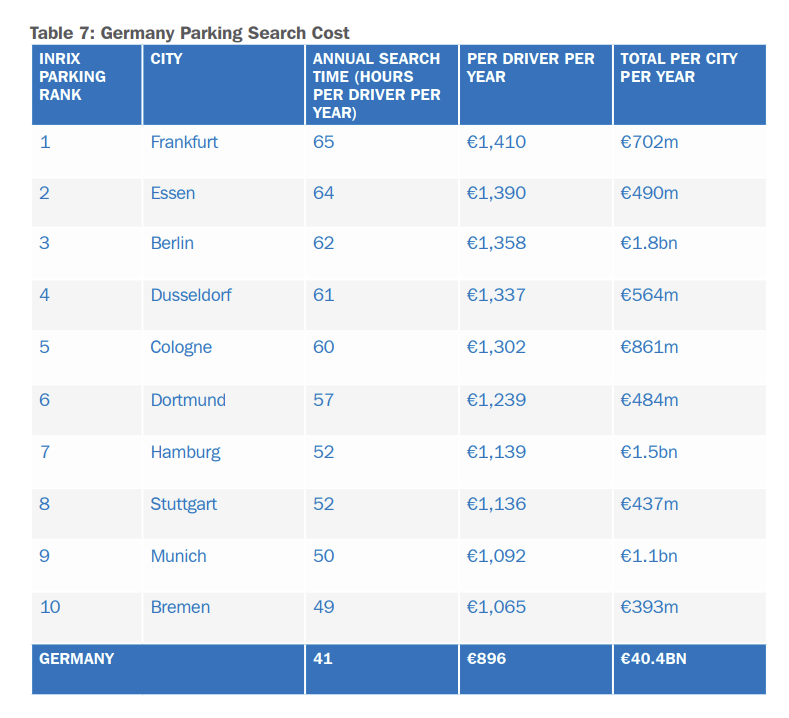 Table 7: Germany Parking Search Cost
INRIX PARKING RANK CITY ANNUAL SEARCH TIME (HOURS PER DRIVER PER YEAR) PER DRIVER PER YEAR TOTAL PER CITY PER YEAR
1 Frankfurt 65 €1,410 €702m
2 Essen 64 €1,390 €490m
3 Berlin 62 €1,358 €1.8bn
4 Dusseldorf 61 €1,337 €564m
5 Cologne 60 €1,302 €861m
6 Dortmund 57 €1,239 €484m
7 Hamburg 52 €1,139 €1.5bn
8 Stuttgart 52 €1,136 €437m
9 Munich 50 €1,092 €1.1bn
10 Bremen 49 €1,065 €393m
GERMANY 41 €896 €40.4BN